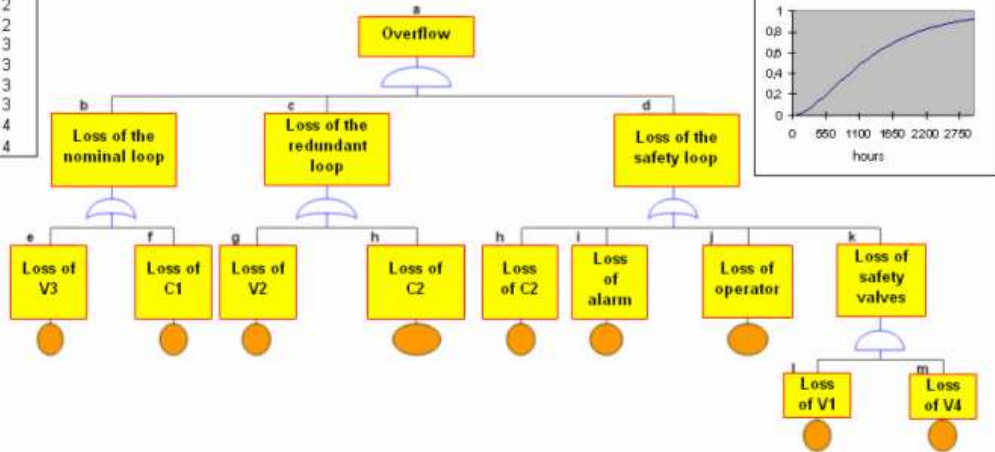 2
2
3
3
3
3
4
4
a
Overflow
1
0,8
0,6
0,4
0,2
0
0 550 1100 1650 2200 2750
hours
b
Loss of the
nominal loop
c
Loss of the
redundant
loop
d
Loss of the
safety loop
e
Loss of
V3
f
Loss of
C1
g
Loss of
V2
h
Loss of
C2
h
Loss
of C2
i
Loss
of
alarm
j
Loss of
operator
k
Loss of
safety
valves
l
Loss
of V1
m
Loss
of V4